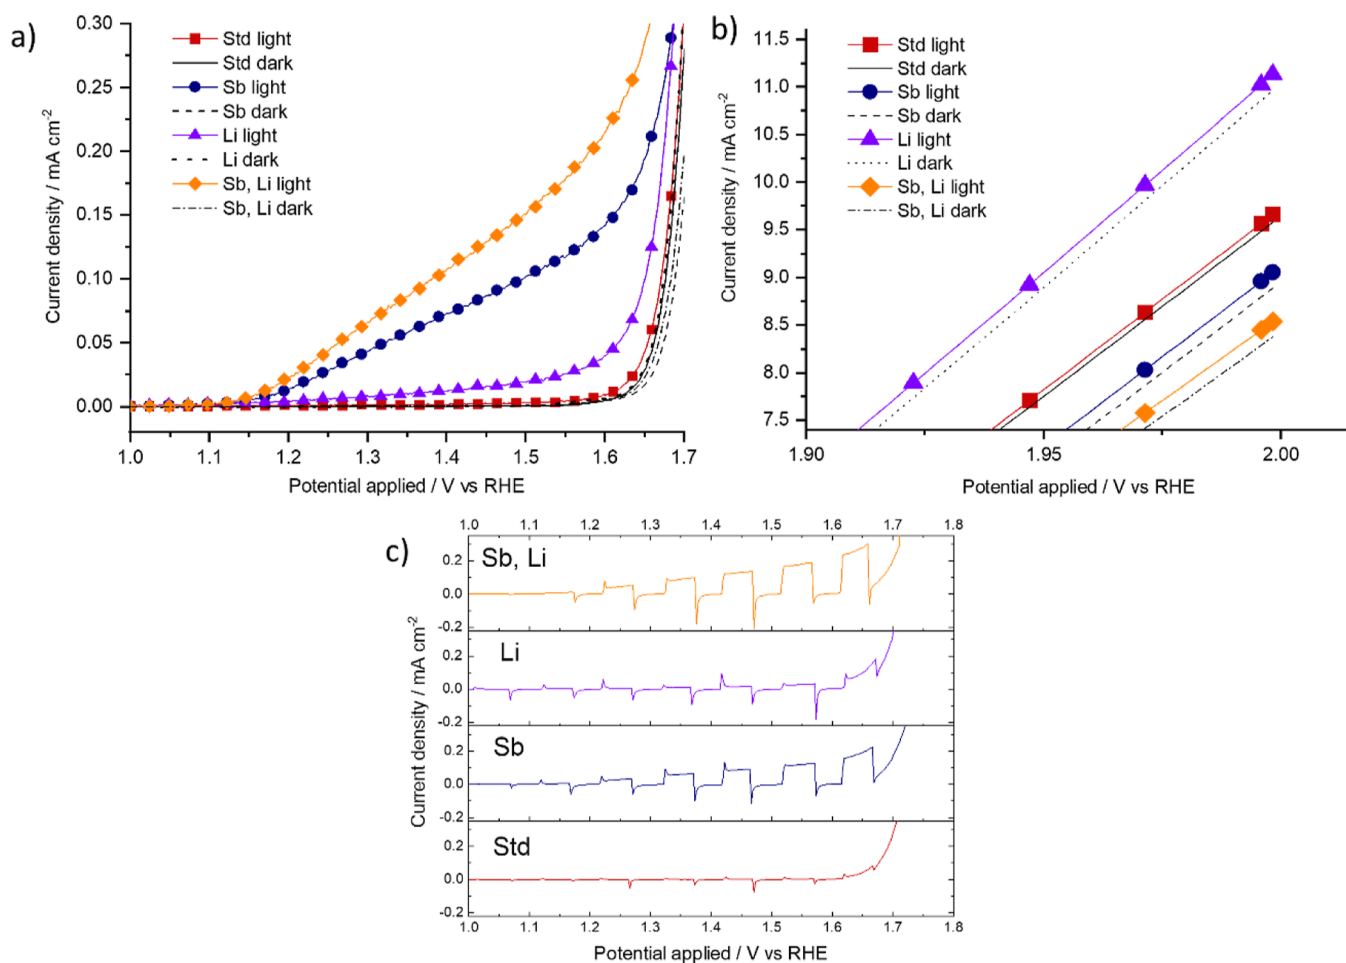 a)
0.30
0.25
0.20
0.15
0.10
0.05
0.00
Current density / mA cm-2
Std light
Std dark
Sb light
Sb dark
Li light
Li dark
Sb, Li light
Sb, Li dark
1.0 1.1 1.2 1.3 1.4 1.5 1.6 1.7
Potential applied / V vs RHE
b)
11.5
11.0
10.5
10.0
9.5
9.0
8.5
8.0
7.5
Current density / mA cm-2
Std light
Std dark
Sb light
Sb dark
Li light
Li dark
Sb, Li light
Sb, Li dark
1.90 1.95 2.00
Potential applied / V vs RHE
c)
1.0 1.1 1.2 1.3 1.4 1.5 1.6 1.7 1.8
Current density / mA cm-2
Sb, Li
0.2
0.0
-0.2
Li
0.2
0.0
-0.2
Sb
0.2
0.0
-0.2
Std
0.2
0.0
-0.2
1.0 1.1 1.2 1.3 1.4 1.5 1.6 1.7 1.8
Potential applied / V vs RHE